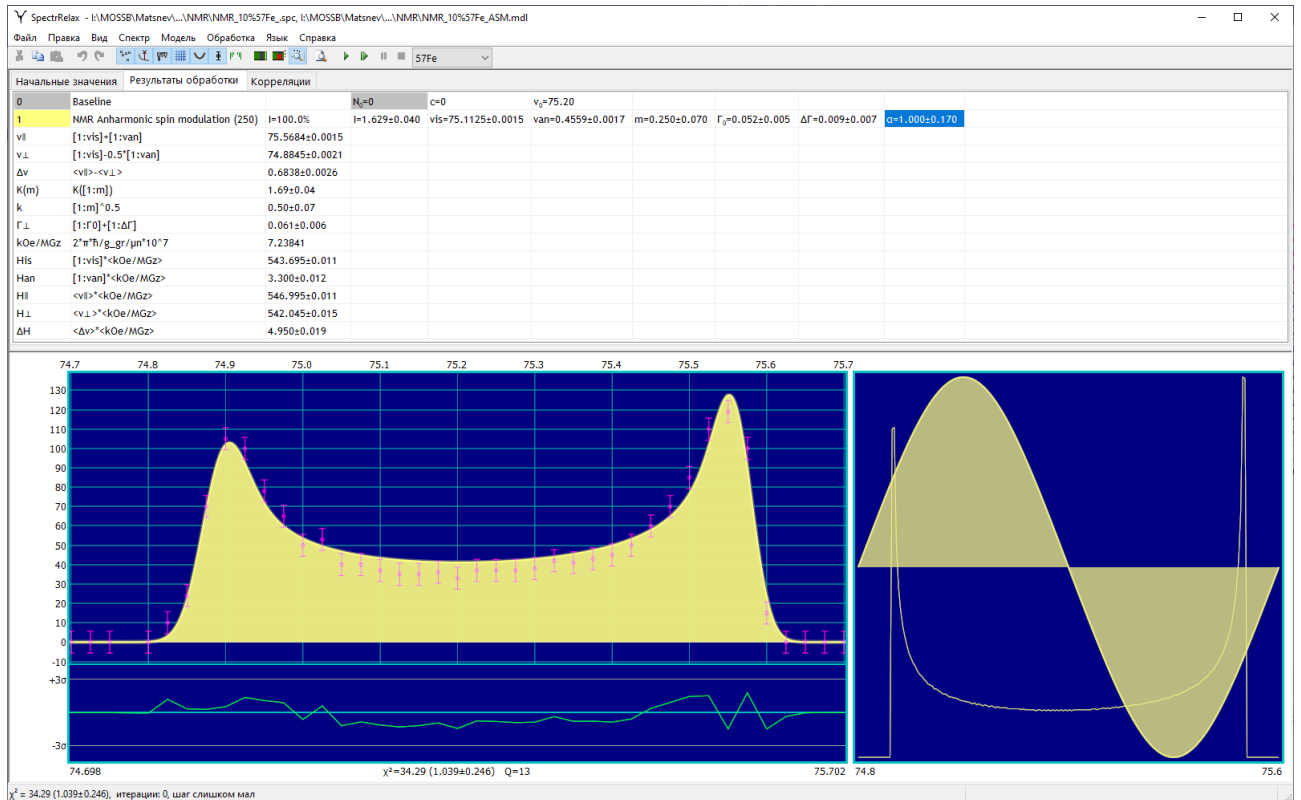 SpectrRelax - I:\MOSSB\Matsnev\...\NMR\NMR_10%57Fe_.spc, I:\MOSSB\Matsnev\...\NMR\NMR_10%57Fe_ASM.mdl
Файл Правка Вид Спектр Модель Обработка Язык Справка
57Fe
Начальные значения Результаты обработки Корреляции
0 Baseline N₀=0 c=0 v₀=75.20
1 NMR Anharmonic spin modulation (250) I=100.0% I=1.629±0.040 vis=75.1125±0.0015 van=0.4559±0.0017 m=0.250±0.070 Γ₀=0.052±0.005 ΔΓ=0.009±0.007 α=1.000±0.170
v‖ [1:vis]+[1:van] 75.5684±0.0015
v⊥ [1:vis]-0.5*[1:van] 74.8845±0.0021
Δv <v‖>-<v⊥> 0.6838±0.0026
K(m) K([1:m]) 1.69±0.04
k [1:m]^0.5 0.50±0.07
Γ⊥ [1:Γ0]+[1:ΔΓ] 0.061±0.006
kOe/MGz 2*π*ħ/g_gr/μn*10^7 7.23841
His [1:vis]*<kOe/MGz> 543.695±0.011
Han [1:van]*<kOe/MGz> 3.300±0.012
H‖ <v‖>*<kOe/MGz> 546.995±0.011
H⊥ <v⊥>*<kOe/MGz> 542.045±0.015
ΔH <Δv>*<kOe/MGz> 4.950±0.019
74.7 74.8 74.9 75.0 75.1 75.2 75.3 75.4 75.5 75.6 75.7
130
120
110
100
90
80
70
60
50
40
30
20
10
0
-10
+3σ
-3σ
74.698 χ²=34.29 (1.039±0.246) Q=13 75.702 74.8 75.6
χ² = 34.29 (1.039±0.246), итерации: 0, шаг слишком мал